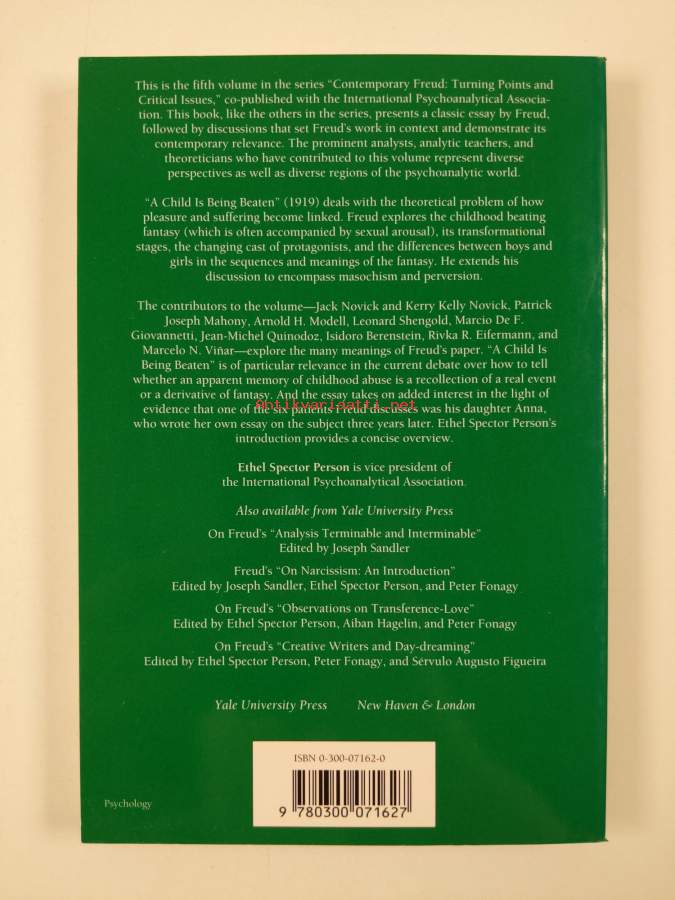 This is the fifth volume in the series “Contemporary Freud: Turning Points and
Critical Issues,” co-published with the International Psychoanalytical Associa-
tion. This book, like the others in the series, presents a classic essay by Freud,
followed by discussions that set Freud’s work in context and demonstrate its
contemporary relevance. The prominent analysts, analytic teachers, and
theoreticians who have contributed to this volume represent diverse
perspectives as well as diverse regions of the psychoanalytic world.
“A Child Is Being Beaten” (1919) deals with the theoretical problem of how
pleasure and suffering become linked. Freud explores the childhood beating
fantasy (which is often accompanied by sexual arousal), its transformational
stages, the changing cast of protagonists, and the differences between boys and
girls in the sequences and meanings of the fantasy. He extends his
discussion to encompass masochism and perversion.
The contributors to the volume—Jack Novick and Kerry Kelly Novick, Patrick
Joseph Mahony, Arnold H. Modell, Leonard Shengold, Marcio De F.
Giovannetti, Jean-Michel Quinodoz, Isidoro Berenstein, Rivka R. Eifermann, and
Marcelo N. Viñar—explore the many meanings of Freud’s paper. “A Child Is
Being Beaten” is of particular relevance in the current debate over how to tell
whether an apparent memory of childhood abuse is a recollection of a real event
or a derivative of fantasy. And the essay takes on added interest in the light of
Antikvariaatti.net
evidence that one of the six patients Freud discusses was his daughter Anna,
who wrote her own essay on the subject three years later. Ethel Spector Person’s
introduction provides a concise overview.
Ethel Spector Person is vice president of
the International Psychoanalytical Association.
Also available from Yale University Press
On Freud’s “Analysis Terminable and Interminable”
Edited by Joseph Sandler
Freud’s “On Narcissism: An Introduction”
Edited by Joseph Sandler, Ethel Spector Person, and Peter Fonagy
On Freud’s “Observations on Transference-Love”
Edited by Ethel Spector Person, Aiban Hagelin, and Peter Fonagy
On Freud’s “Creative Writers and Day-dreaming”
Edited by Ethel Spector Person, Peter Fonagy, and Sérvulo Augusto Figueira
Yale University Press New Haven & London
ISBN 0-300-07162-0
9 780300 071627
Psychology